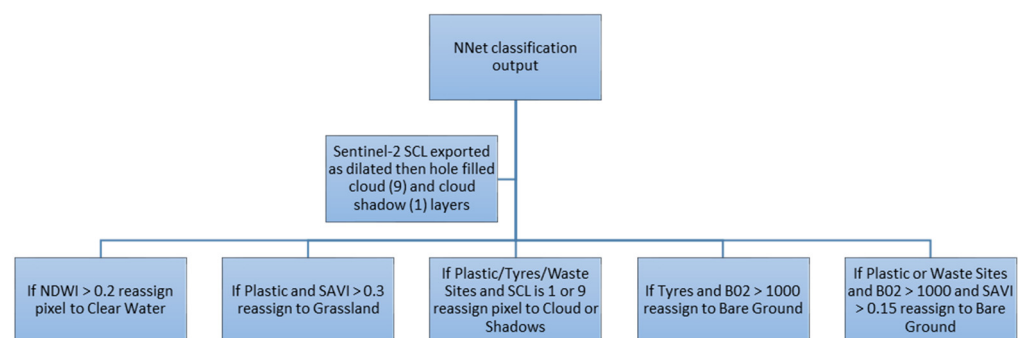 NNet classification
output
Sentinel-2 SCL exported
as dilated then hole filled
cloud (9) and cloud
shadow (1) layers
If NDWI > 0.2 reassign
pixel to Clear Water
If Plastic and SAVI > 0.3
reassign to Grassland
If Plastic/Tyres/Waste
Sites and SCL is 1 or 9
reassign pixel to Cloud or
Shadows
If Tyres and B02 > 1000
reassign to Bare Ground
If Plastic or Waste Sites
and B02 > 1000 and SAVI
> 0.15 reassign to Bare
Ground